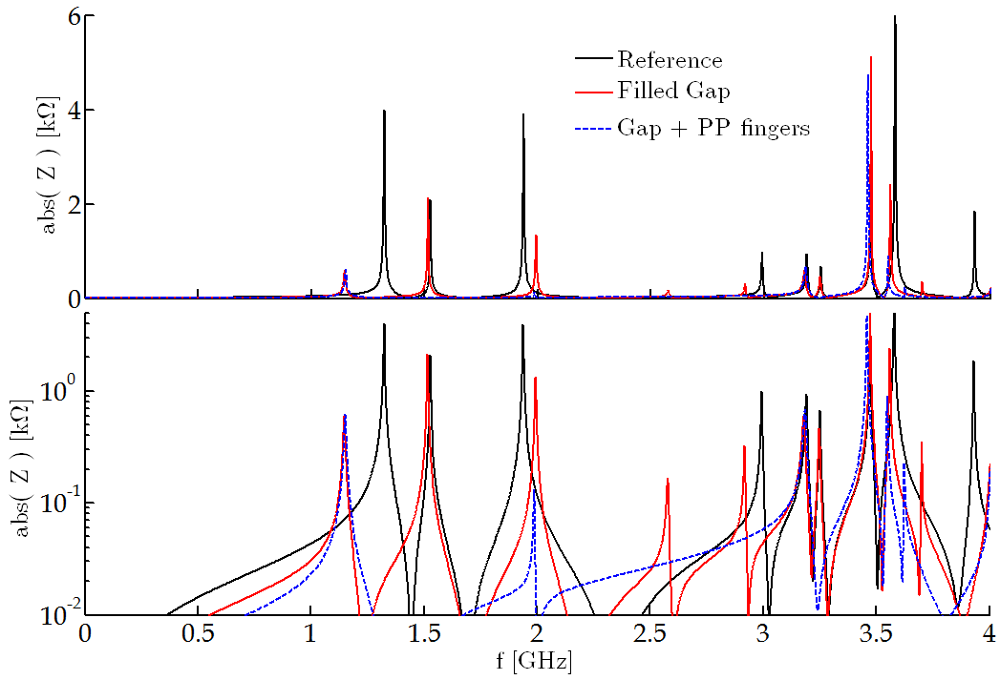 6
4
2
0
abs( Z ) [kΩ]
Reference
Filled Gap
Gap + PP fingers
10^0
10^-1
10^-2
abs( Z ) [kΩ]
0 0.5 1 1.5 2 2.5 3 3.5 4
f [GHz]